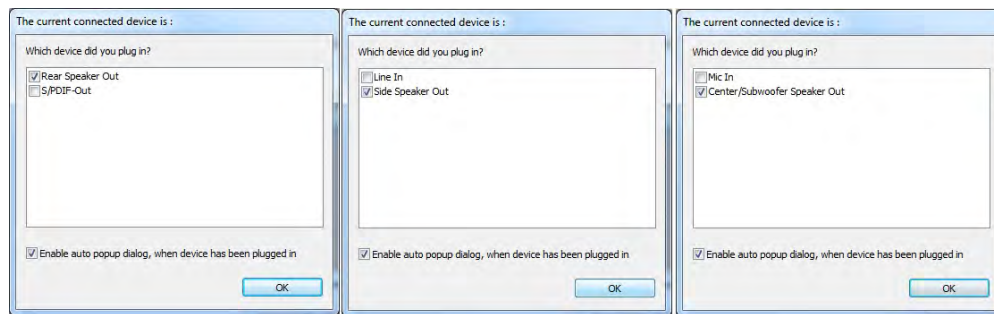 The current connected device is :
Which device did you plug in?
Rear Speaker Out
S/PDIF-Out
Enable auto popup dialog, when device has been plugged in
OK
The current connected device is :
Which device did you plug in?
Line In
Side Speaker Out
Enable auto popup dialog, when device has been plugged in
OK
The current connected device is :
Which device did you plug in?
Mic In
Center/Subwoofer Speaker Out
Enable auto popup dialog, when device has been plugged in
OK